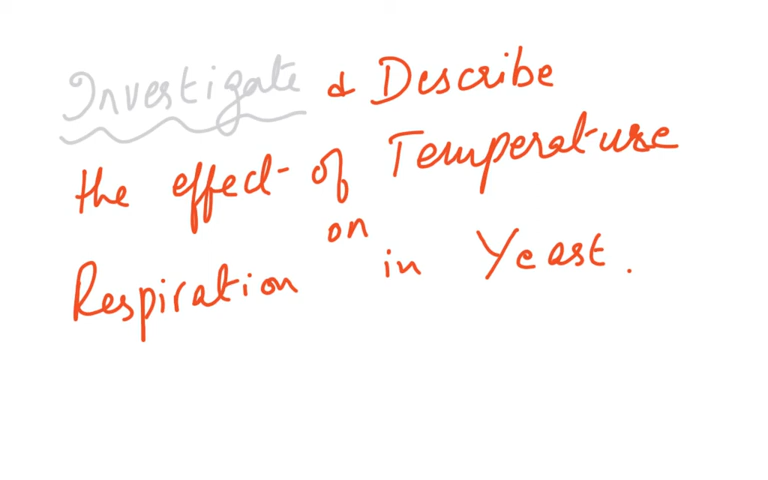 Investigate & Describe
the effect of Temperature
on
Respiration in Yeast.